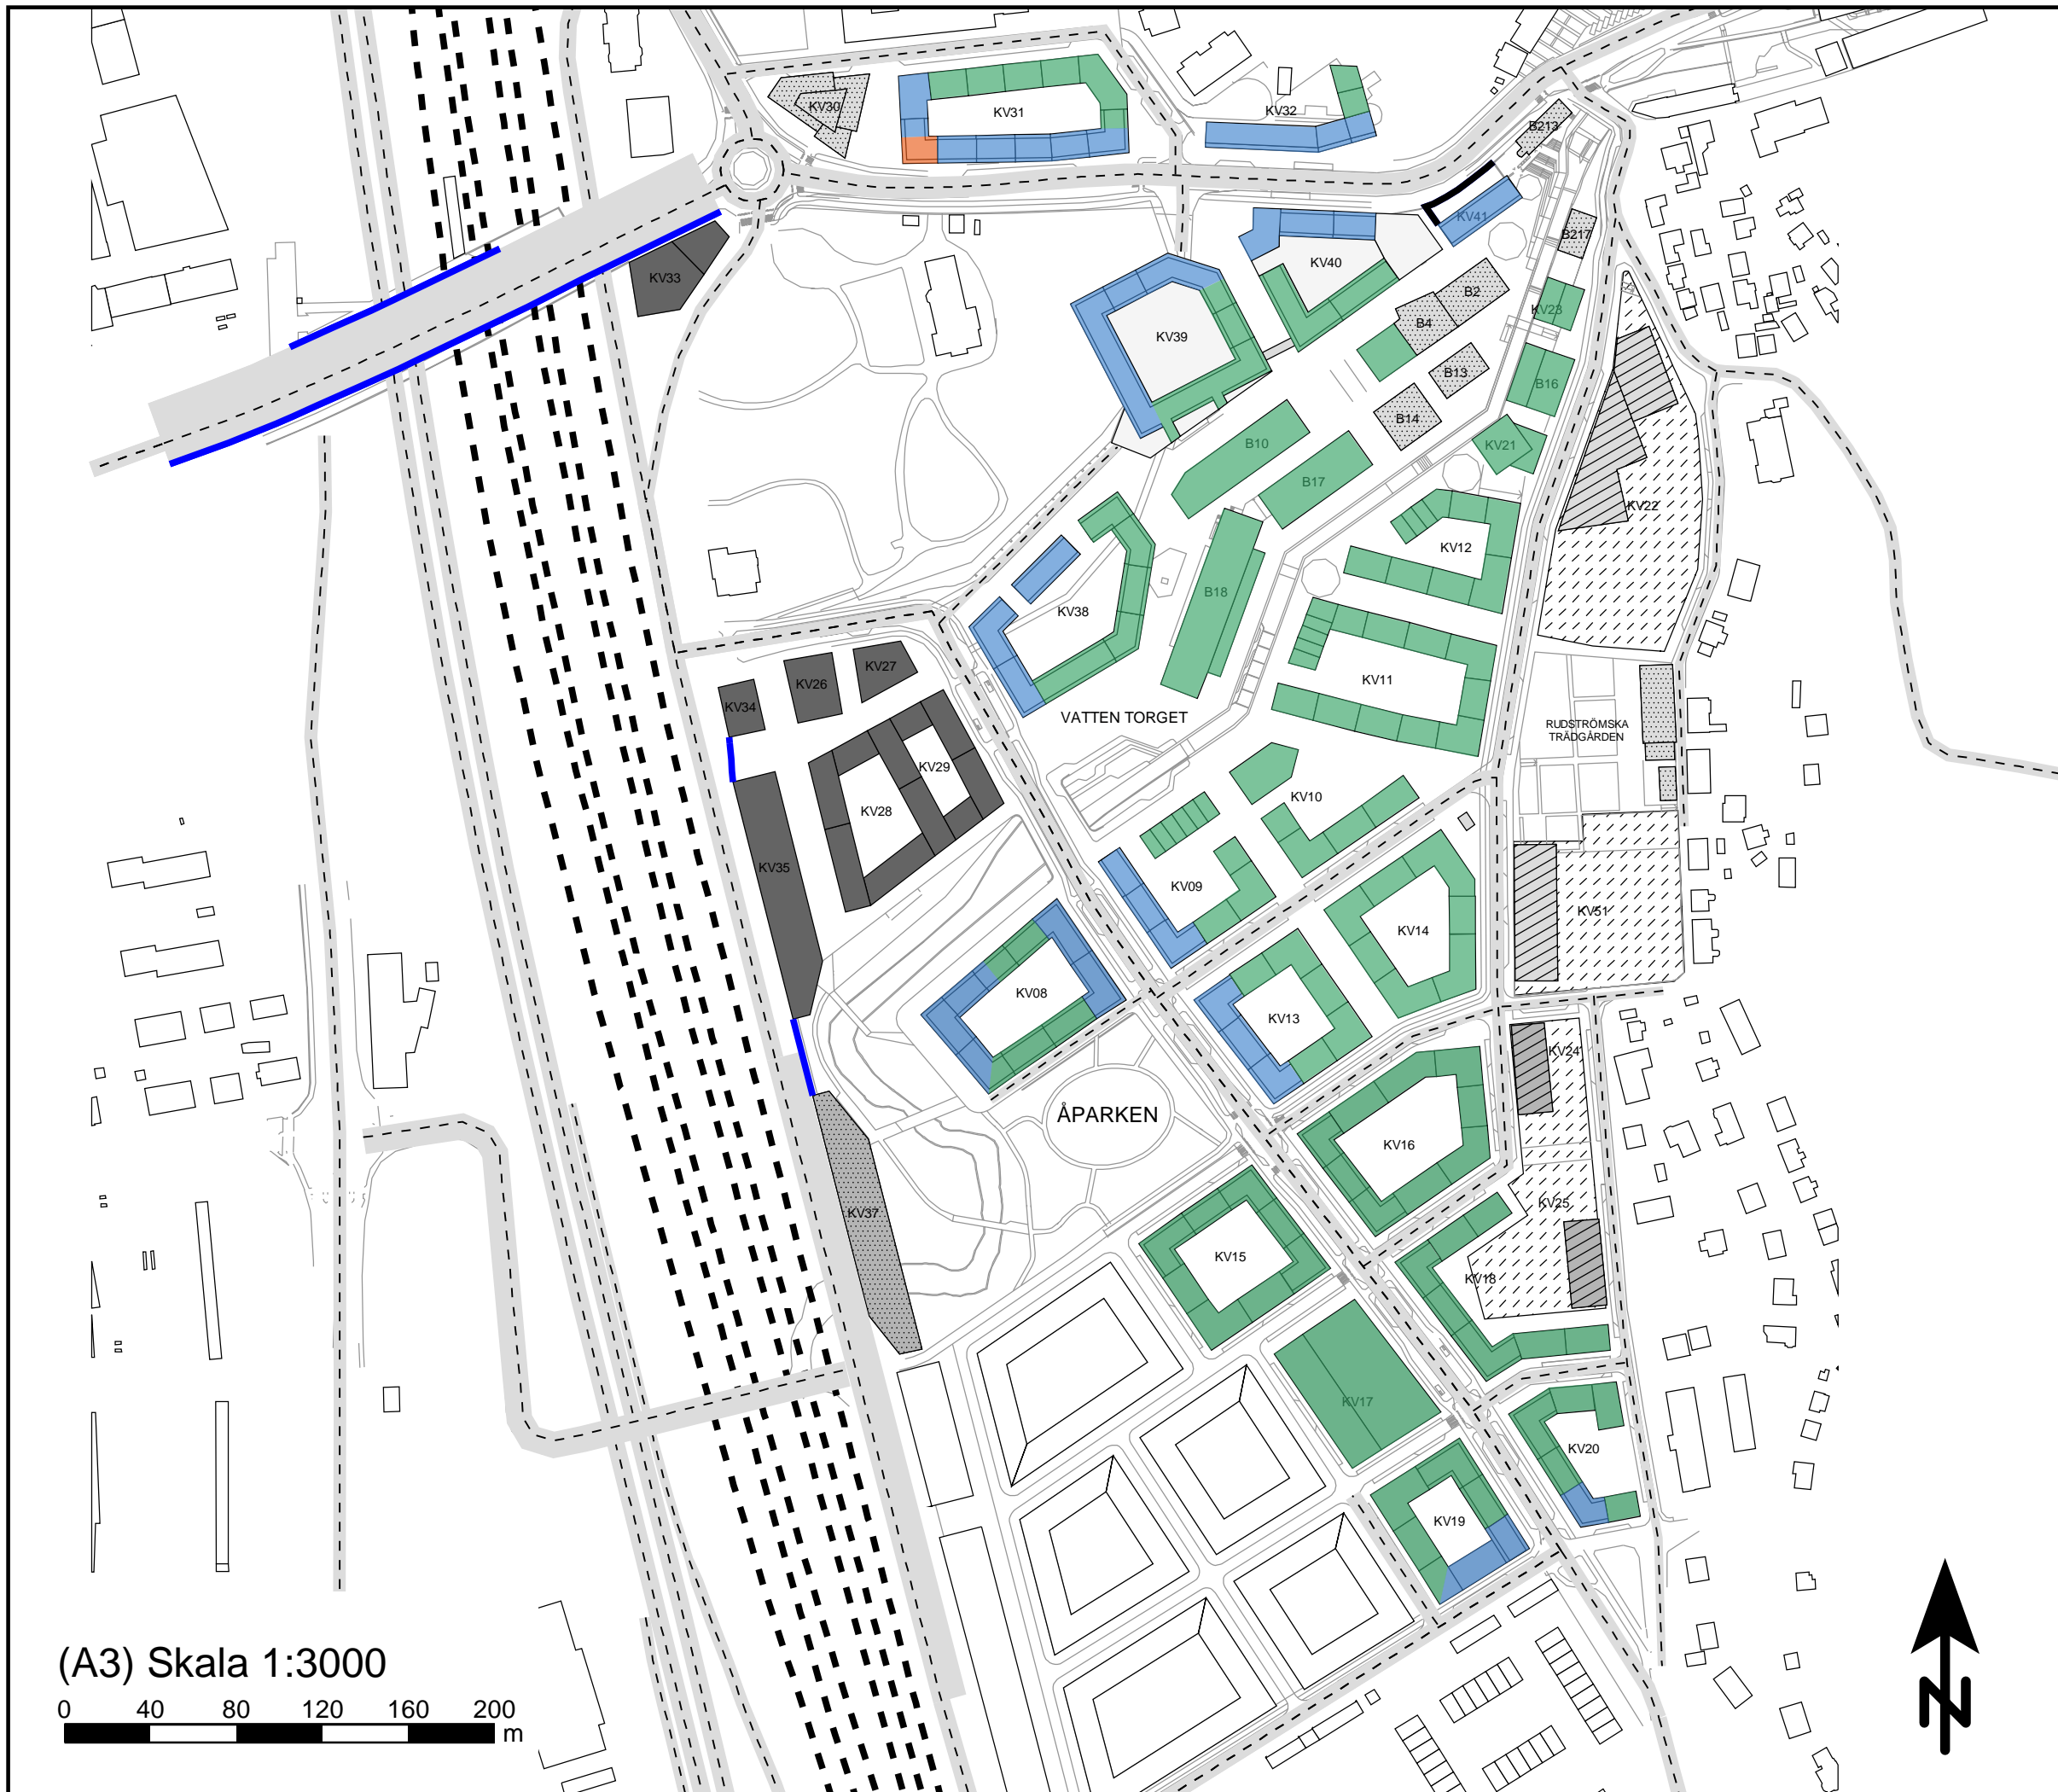 KV30
KV31
KV32
B213
KV41
B217
KV33
KV40
B2
KV23
B4
KV39
B13
B16
B14
B10
KV21
B17
KV22
KV12
B18
KV38
KV27
KV26
KV11
KV34
VATTEN TORGET
RUDSTRÖMSKA
TRÄDGÅRDEN
KV29
KV10
KV28
KV35
KV09
KV51
KV14
KV08
KV13
KV24
ÅPARKEN
KV16
KV25
KV37
KV15
KV18
KV17
KV20
KV19
(A3) Skala 1:3000
0 40 80 120 160 200
m
N